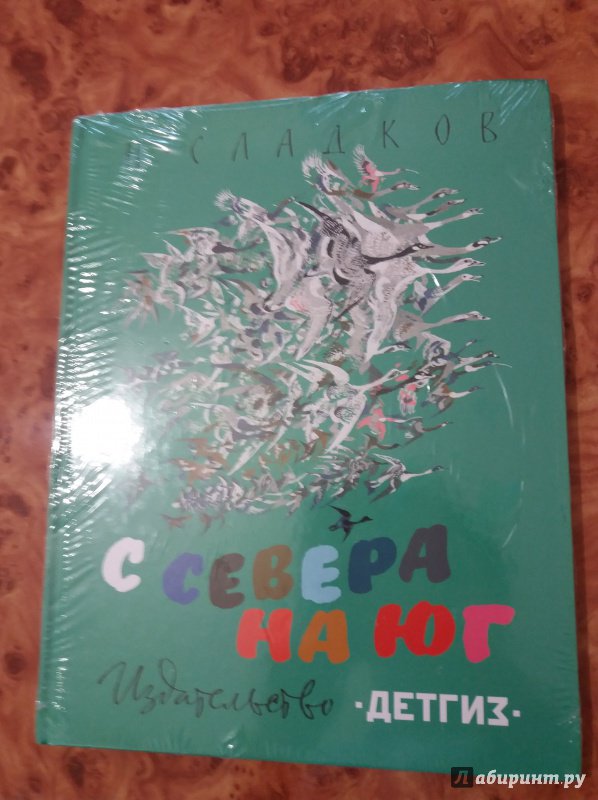 СЛАДКОВ
С СЕВЕРА
НА ЮГ
Издательство ·ДЕТГИЗ·
Лабиринт.ру